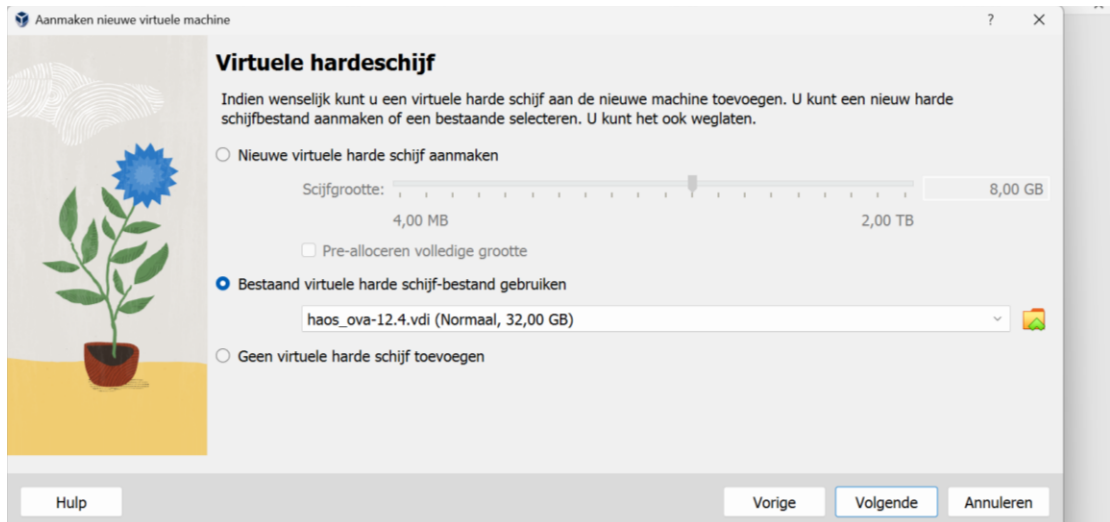 Aanmaken nieuwe virtuele machine
?
Virtuele hardeschijf
Indien wenselijk kunt u een virtuele harde schijf aan de nieuwe machine toevoegen. U kunt een nieuw harde
schijfbestand aanmaken of een bestaande selecteren. U kunt het ook weglaten.
Nieuwe virtuele harde schijf aanmaken
Scijfgrootte:
8,00 GB
4,00 MB
2,00 TB
Pre-alloceren volledige grootte
Bestaand virtuele harde schijf-bestand gebruiken
haos_ova-12.4.vdi (Normaal, 32,00 GB)
Geen virtuele harde schijf toevoegen
Hulp
Vorige
Volgende
Annuleren